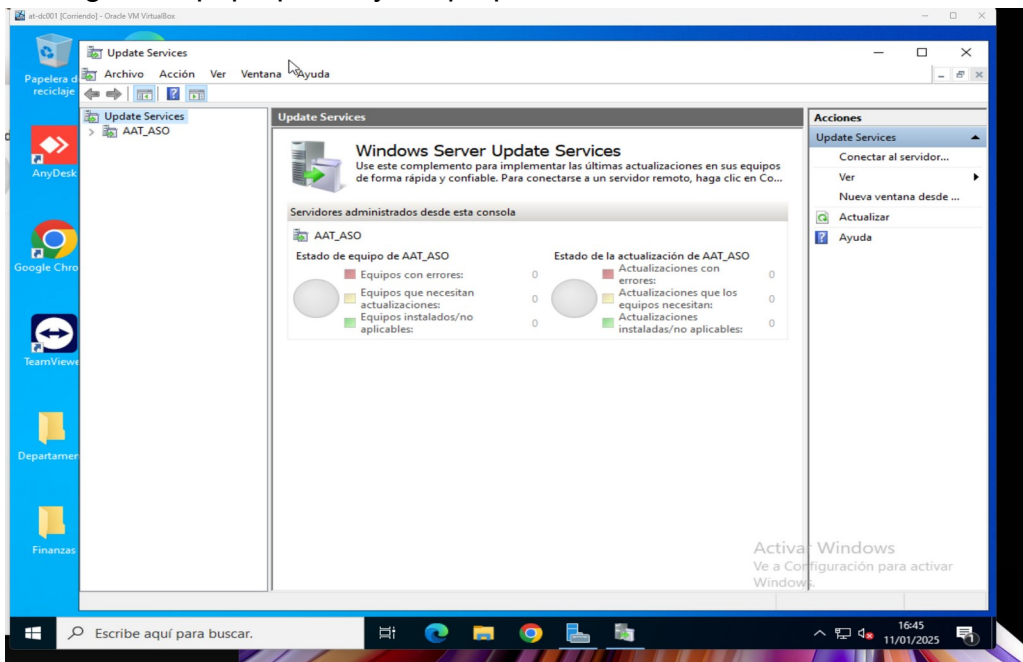 at-dc001 [Corriendo] - Oracle VM VirtualBox
Update Services
Archivo Acción Ver Ventana Ayuda
Papelera d
reciclaje
AnyDesk
Google Chro
TeamViewe
Departamen
Finanzas
Update Services
AAT_ASO
Update Services
Windows Server Update Services
Use este complemento para implementar las últimas actualizaciones en sus equipos
de forma rápida y confiable. Para conectarse a un servidor remoto, haga clic en Co...
Servidores administrados desde esta consola
AAT_ASO
Estado de equipo de AAT_ASO
Equipos con errores: 0
Equipos que necesitan
actualizaciones: 0
Equipos instalados/no
aplicables: 0
Estado de la actualización de AAT_ASO
Actualizaciones con
errores: 0
Actualizaciones que los
equipos necesitan: 0
Actualizaciones
instaladas/no aplicables: 0
Acciones
Update Services
Conectar al servidor...
Ver
Nueva ventana desde ...
Actualizar
Ayuda
Activar Windows
Ve a Configuración para activar
Windows.
Escribe aquí para buscar.
16:45
11/01/2025
1